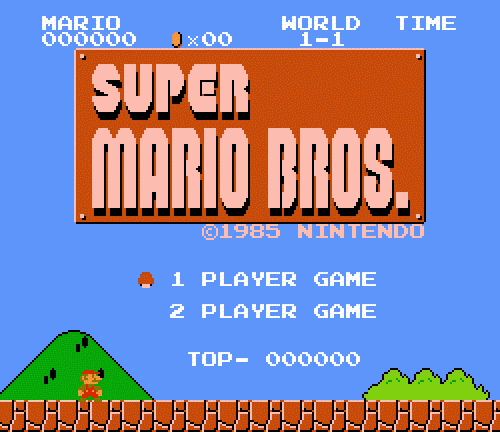 MARIO WORLD TIME
000000 ×00 1-1
SUPER
MARIO BROS.
©1985 NINTENDO
1 PLAYER GAME
2 PLAYER GAME
TOP- 000000